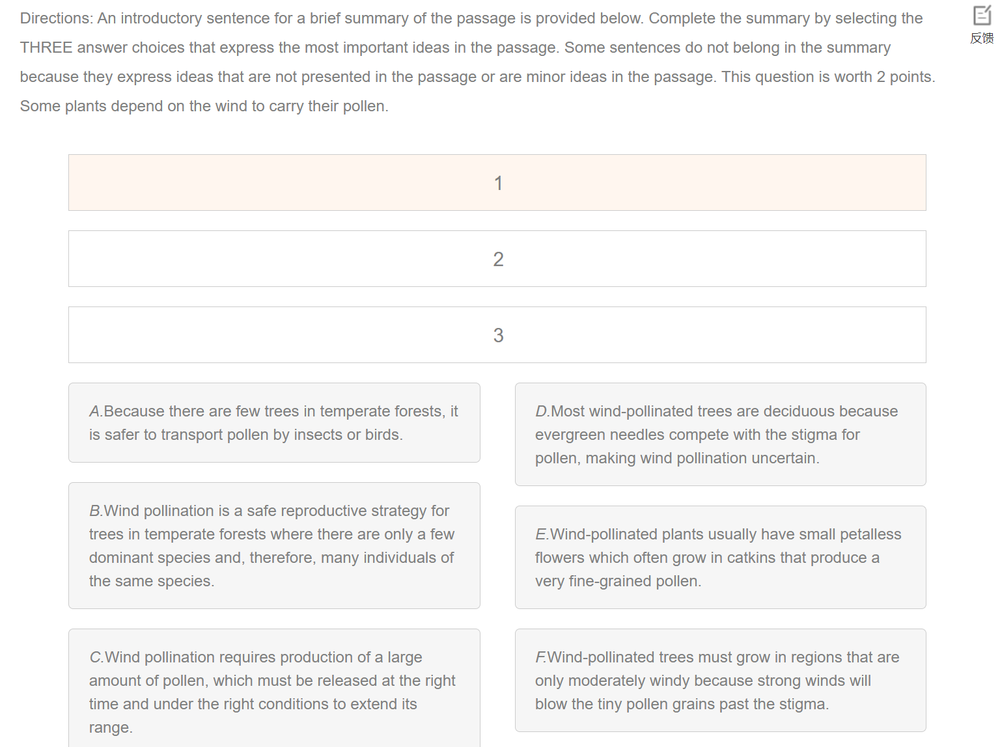 Directions: An introductory sentence for a brief summary of the passage is provided below. Complete the summary by selecting the
THREE answer choices that express the most important ideas in the passage. Some sentences do not belong in the summary
because they express ideas that are not presented in the passage or are minor ideas in the passage. This question is worth 2 points.
Some plants depend on the wind to carry their pollen.
反馈
1
2
3
A.Because there are few trees in temperate forests, it
is safer to transport pollen by insects or birds.
B.Wind pollination is a safe reproductive strategy for
trees in temperate forests where there are only a few
dominant species and, therefore, many individuals of
the same species.
C.Wind pollination requires production of a large
amount of pollen, which must be released at the right
time and under the right conditions to extend its
range.
D.Most wind-pollinated trees are deciduous because
evergreen needles compete with the stigma for
pollen, making wind pollination uncertain.
E.Wind-pollinated plants usually have small petalless
flowers which often grow in catkins that produce a
very fine-grained pollen.
F.Wind-pollinated trees must grow in regions that are
only moderately windy because strong winds will
blow the tiny pollen grains past the stigma.